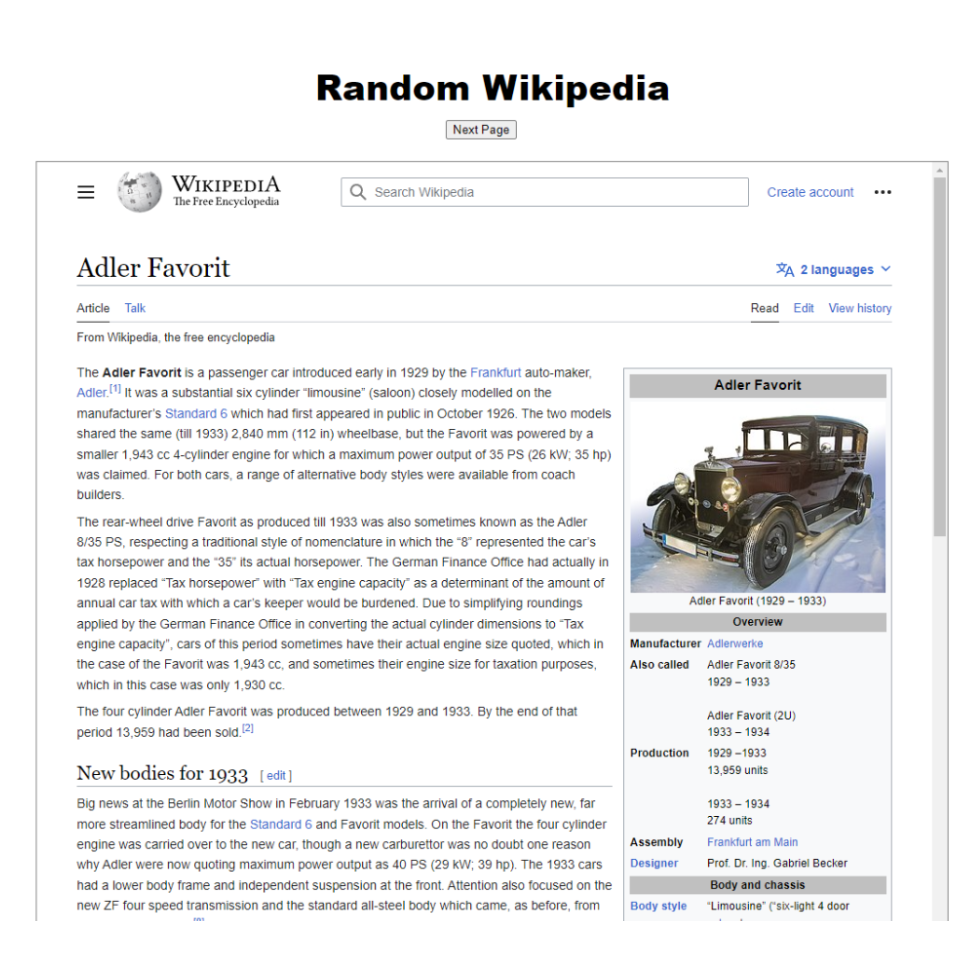 Random Wikipedia
Next Page
WIKIPEDIA
The Free Encyclopedia
Search Wikipedia
Create account
Adler Favorit
2 languages
Article Talk
Read Edit View history
From Wikipedia, the free encyclopedia
The Adler Favorit is a passenger car introduced early in 1929 by the Frankfurt auto-maker,
Adler.[1] It was a substantial six cylinder “limousine” (saloon) closely modelled on the
manufacturer's Standard 6 which had first appeared in public in October 1926. The two models
shared the same (till 1933) 2,840 mm (112 in) wheelbase, but the Favorit was powered by a
smaller 1,943 cc 4-cylinder engine for which a maximum power output of 35 PS (26 kW; 35 hp)
was claimed. For both cars, a range of alternative body styles were available from coach
builders.
The rear-wheel drive Favorit as produced till 1933 was also sometimes known as the Adler
8/35 PS, respecting a traditional style of nomenclature in which the “8” represented the car's
tax horsepower and the “35” its actual horsepower. The German Finance Office had actually in
1928 replaced “Tax horsepower” with “Tax engine capacity” as a determinant of the amount of
annual car tax with which a car's keeper would be burdened. Due to simplifying roundings
applied by the German Finance Office in converting the actual cylinder dimensions to “Tax
engine capacity”, cars of this period sometimes have their actual engine size quoted, which in
the case of the Favorit was 1,943 cc, and sometimes their engine size for taxation purposes,
which in this case was only 1,930 cc.
The four cylinder Adler Favorit was produced between 1929 and 1933. By the end of that
period 13,959 had been sold.[2]
New bodies for 1933 [ edit ]
Big news at the Berlin Motor Show in February 1933 was the arrival of a completely new, far
more streamlined body for the Standard 6 and Favorit models. On the Favorit the four cylinder
engine was carried over to the new car, though a new carburettor was no doubt one reason
why Adler were now quoting maximum power output as 40 PS (29 kW; 39 hp). The 1933 cars
had a lower body frame and independent suspension at the front. Attention also focused on the
new ZF four speed transmission and the standard all-steel body which came, as before, from
Adler Favorit
Adler Favorit (1929 – 1933)
Overview
Manufacturer Adlerwerke
Also called Adler Favorit 8/35
1929 – 1933
Adler Favorit (2U)
1933 – 1934
Production 1929 –1933
13,959 units
1933 – 1934
274 units
Assembly Frankfurt am Main
Designer Prof. Dr. Ing. Gabriel Becker
Body and chassis
Body style “Limousine” (“six-light 4 door